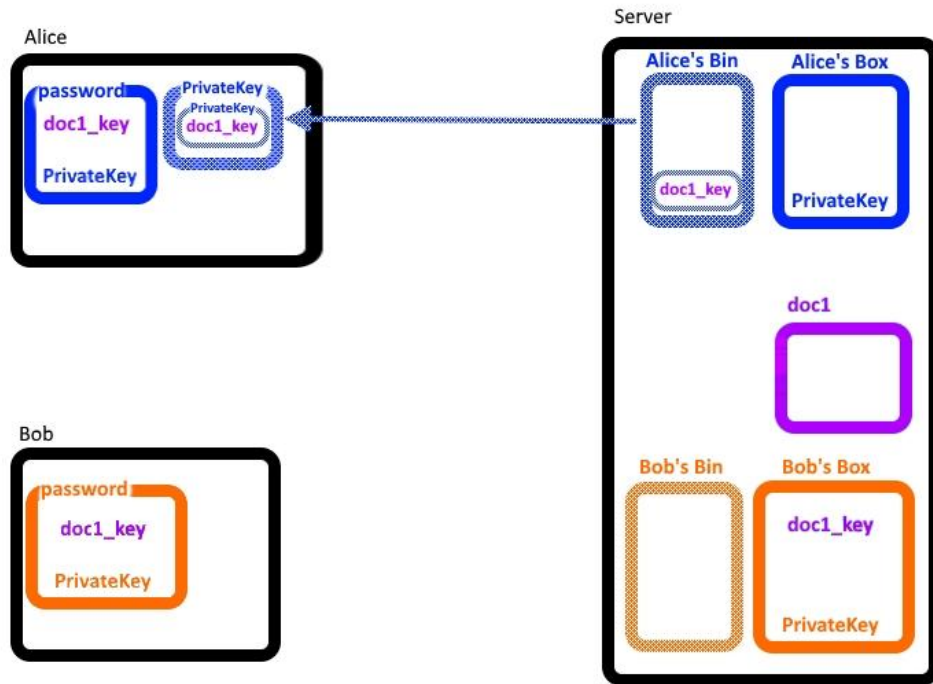 Server
Alice
Alice's Bin
Alice's Box
password
doc1_key
PrivateKey
PrivateKey
PrivateKey
doc1_key
doc1_key
PrivateKey
doc1
Bob
password
doc1_key
PrivateKey
Bob's Bin
Bob's Box
doc1_key
PrivateKey